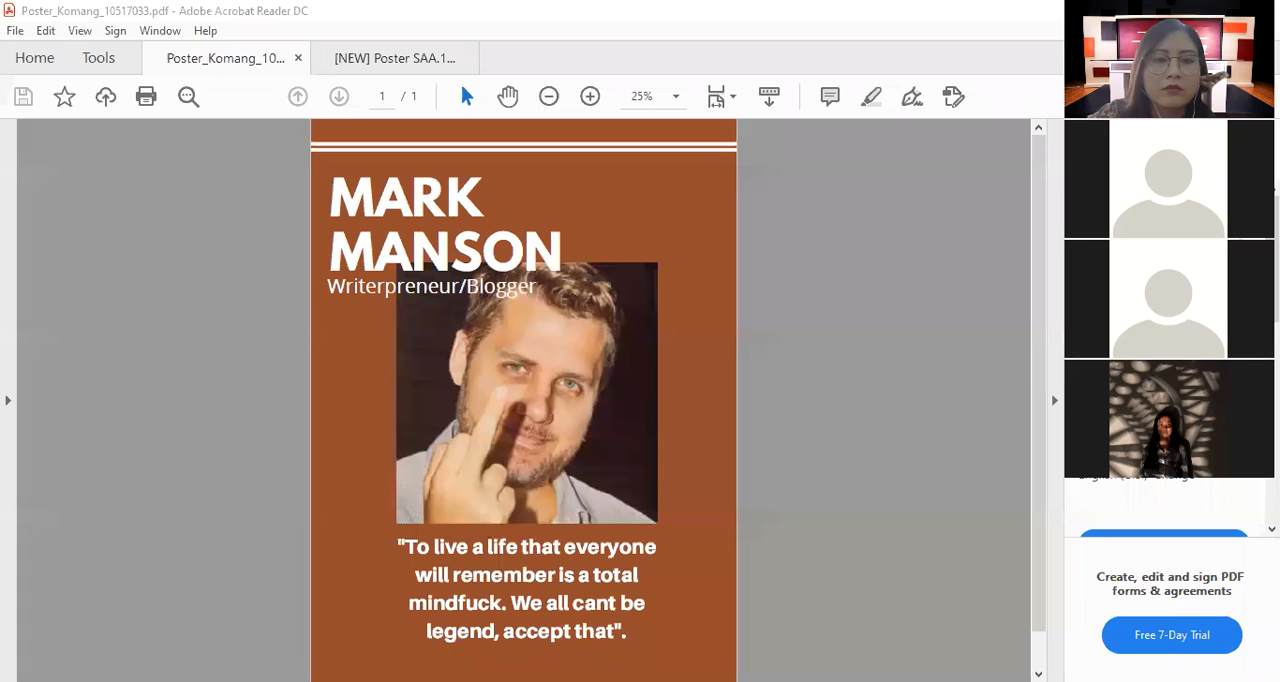 Poster_Komang_10517033.pdf - Adobe Acrobat Reader DC
File Edit View Sign Window Help
Home Tools Poster_Komang_10... × [NEW] Poster SAA.1...
1 / 1 25%
MARK
MANSON
Writerpreneur/Blogger
"To live a life that everyone
will remember is a total
mindfuck. We all cant be
legend, accept that".
Create, edit and sign PDF
forms & agreements
Free 7-Day Trial